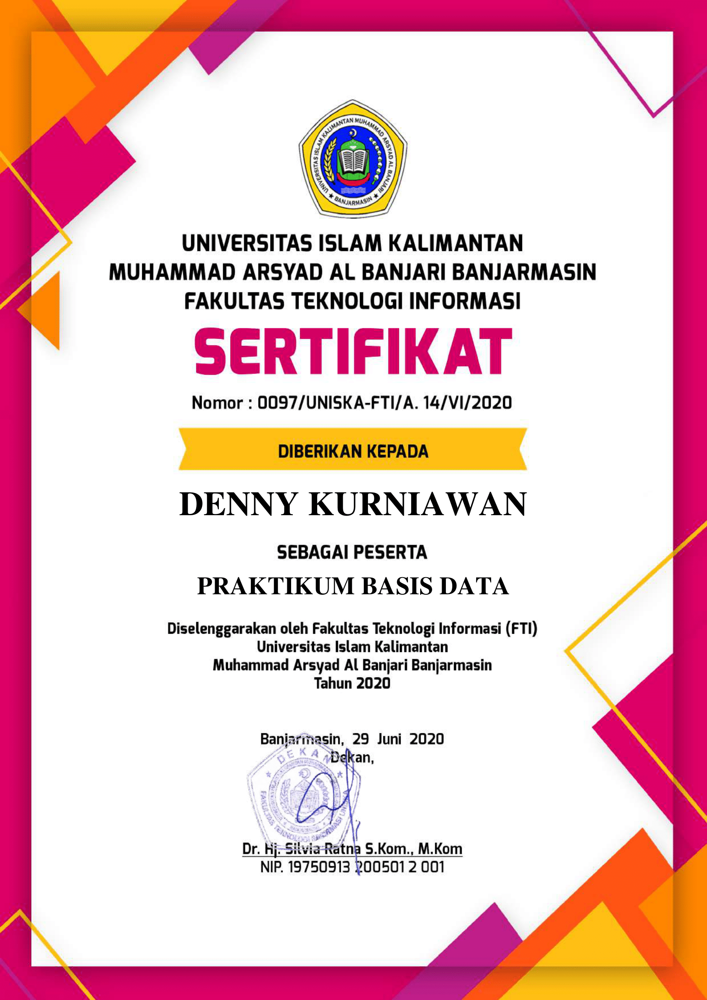 UNIVERSITAS ISLAM KALIMANTAN MUHAMMAD ARSYAD AL BANJARI
★ BANJARMASIN ★
UNIVERSITAS ISLAM KALIMANTAN
MUHAMMAD ARSYAD AL BANJARI BANJARMASIN
FAKULTAS TEKNOLOGI INFORMASI
SERTIFIKAT
Nomor : 0097/UNISKA-FTI/A. 14/VI/2020
DIBERIKAN KEPADA
DENNY KURNIAWAN
SEBAGAI PESERTA
PRAKTIKUM BASIS DATA
Diselenggarakan oleh Fakultas Teknologi Informasi (FTI)
Universitas Islam Kalimantan
Muhammad Arsyad Al Banjari Banjarmasin
Tahun 2020
Banjarmasin, 29 Juni 2020
Dekan,
DEKAN
FAKULTAS TEKNOLOGI INFORMASI UNISKA
Dr. Hj. Silvia Ratna S.Kom., M.Kom
NIP. 19750913 200501 2 001